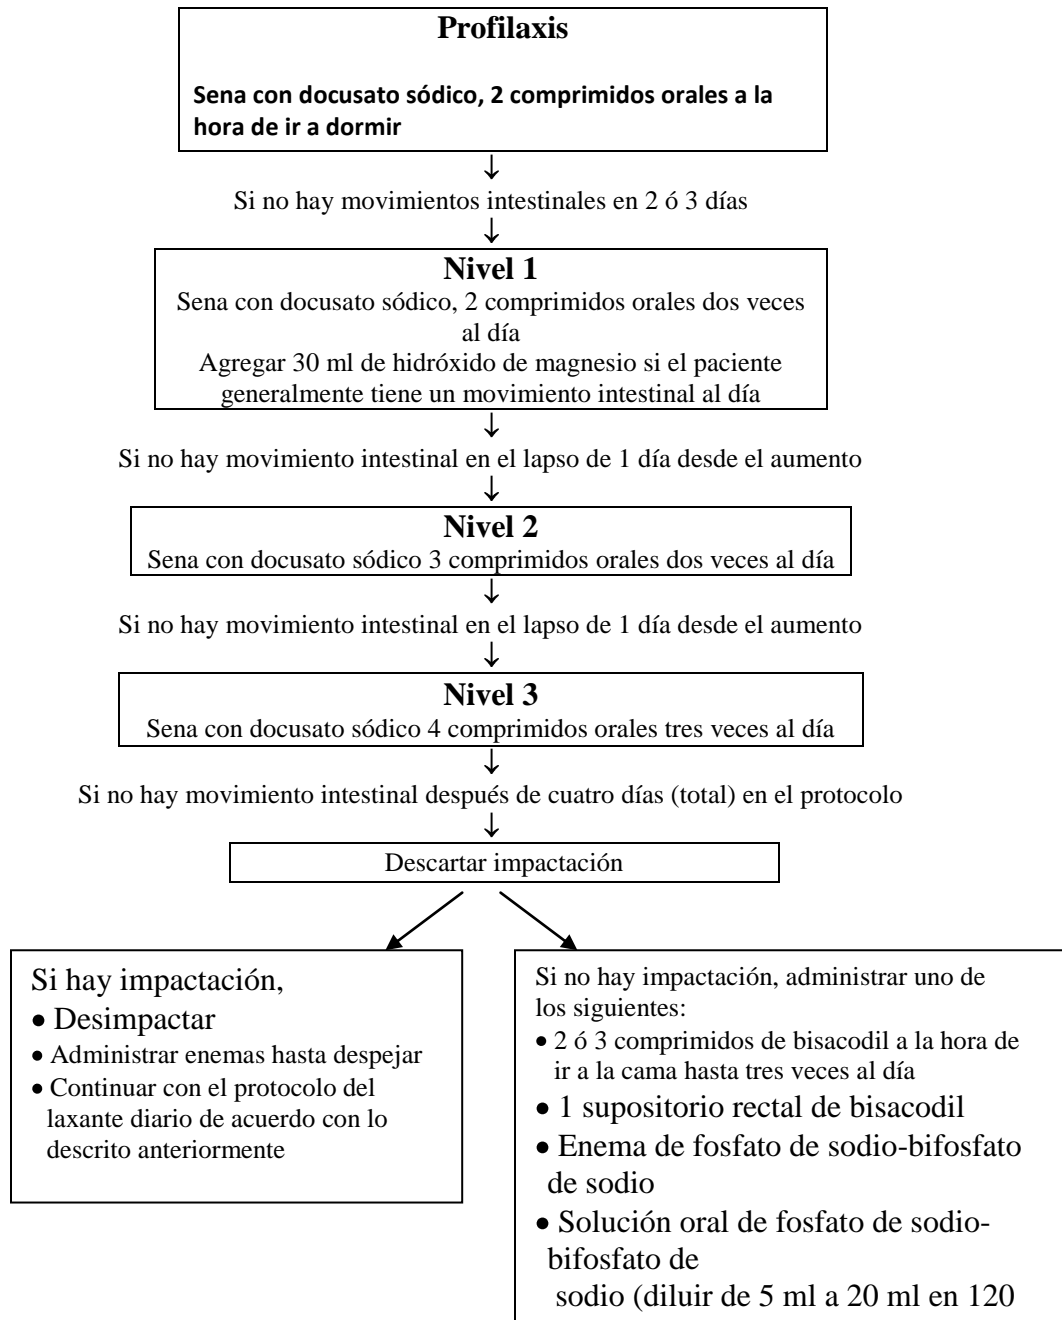 Profilaxis
Sena con docusato sódico, 2 comprimidos orales a la
hora de ir a dormir
↓
Si no hay movimientos intestinales en 2 ó 3 días
↓
Nivel 1
Sena con docusato sódico, 2 comprimidos orales dos veces
al día
Agregar 30 ml de hidróxido de magnesio si el paciente
generalmente tiene un movimiento intestinal al día
↓
Si no hay movimiento intestinal en el lapso de 1 día desde el aumento
↓
Nivel 2
Sena con docusato sódico 3 comprimidos orales dos veces al día
↓
Si no hay movimiento intestinal en el lapso de 1 día desde el aumento
↓
Nivel 3
Sena con docusato sódico 4 comprimidos orales tres veces al día
↓
Si no hay movimiento intestinal después de cuatro días (total) en el protocolo
↓
Descartar impactación
Si hay impactación,
• Desimpactar
• Administrar enemas hasta despejar
• Continuar con el protocolo del
laxante diario de acuerdo con lo
descrito anteriormente
Si no hay impactación, administrar uno de
los siguientes:
• 2 ó 3 comprimidos de bisacodil a la hora de
ir a la cama hasta tres veces al día
• 1 supositorio rectal de bisacodil
• Enema de fosfato de sodio-bifosfato
de sodio
• Solución oral de fosfato de sodio-
bifosfato de
sodio (diluir de 5 ml a 20 ml en 120